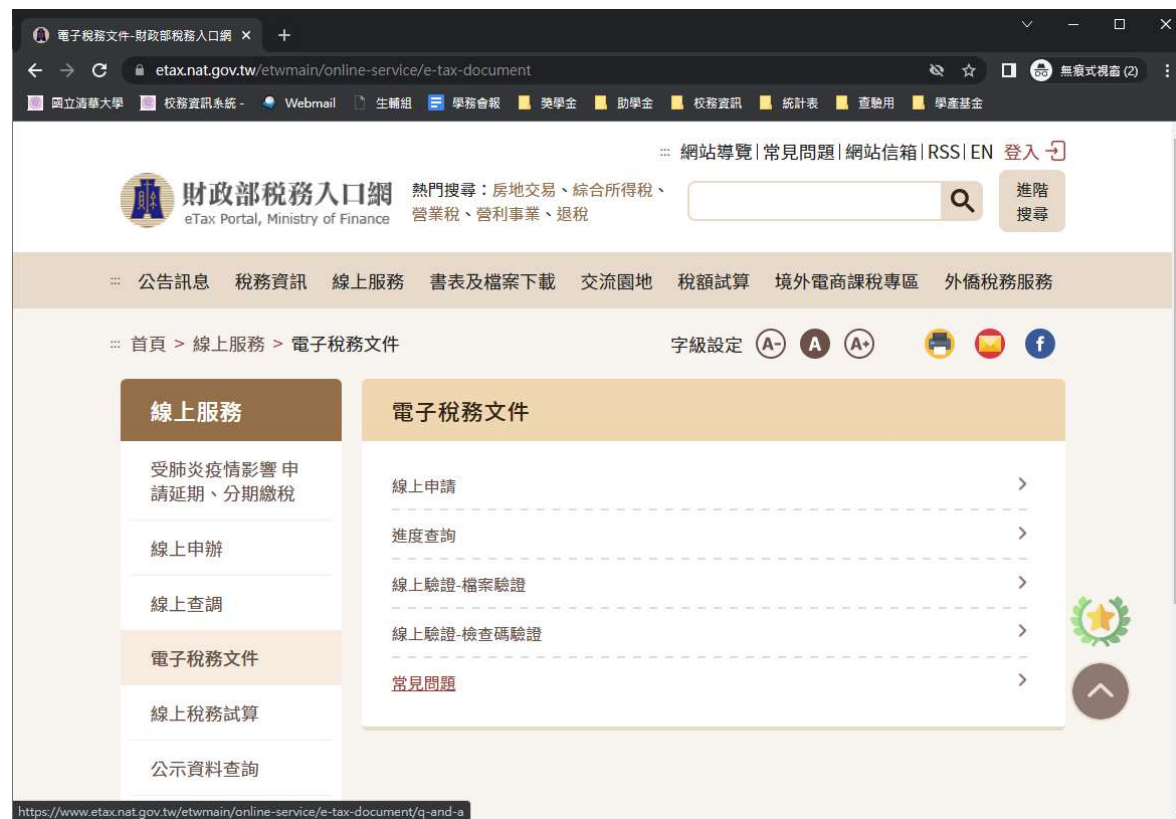 電子稅務文件-財政部稅務入口網
etax.nat.gov.tw/etwmain/online-service/e-tax-document
無痕式視窗 (2)
國立清華大學 校務資訊系統 - Webmail 生輔組 學務會報 獎學金 助學金 校務資訊 統計表 查驗用 學產基金
網站導覽|常見問題|網站信箱|RSS|EN 登入
財政部稅務入口網
eTax Portal, Ministry of Finance
熱門搜尋：房地交易、綜合所得稅、
營業稅、營利事業、退稅
進階
搜尋
公告訊息 稅務資訊 線上服務 書表及檔案下載 交流園地 稅額試算 境外電商課稅專區 外僑稅務服務
首頁 > 線上服務 > 電子稅務文件
字級設定 A- A A+
線上服務
受肺炎疫情影響 申
請延期、分期繳稅
線上申辦
線上查調
電子稅務文件
線上稅務試算
公示資料查詢
電子稅務文件
線上申請
進度查詢
線上驗證-檔案驗證
線上驗證-檢查碼驗證
常見問題
https://www.etax.nat.gov.tw/etwmain/online-service/e-tax-document/q-and-a